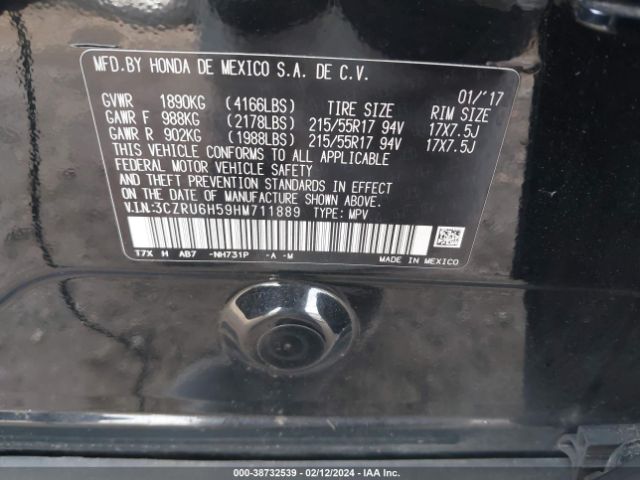 MFD.BY HONDA DE MEXICO S.A. DE C.V.
01/'17
GVWR 1890KG (4166LBS) TIRE SIZE RIM SIZE
GAWR F 988KG (2178LBS) 215/55R17 94V 17X7.5J
GAWR R 902KG (1988LBS) 215/55R17 94V 17X7.5J
THIS VEHICLE CONFORMS TO ALL APPLICABLE
FEDERAL MOTOR VEHICLE SAFETY
AND THEFT PREVENTION STANDARDS IN EFFECT
ON THE DATE OF MANUFACTURE SHOWN ABOVE.
V.I.N:3CZRU6H59HM711889 TYPE: MPV
T7X H AB7 -NH731P -A -M MADE IN MEXICO
000-38732539 - 02/12/2024 - IAA Inc.